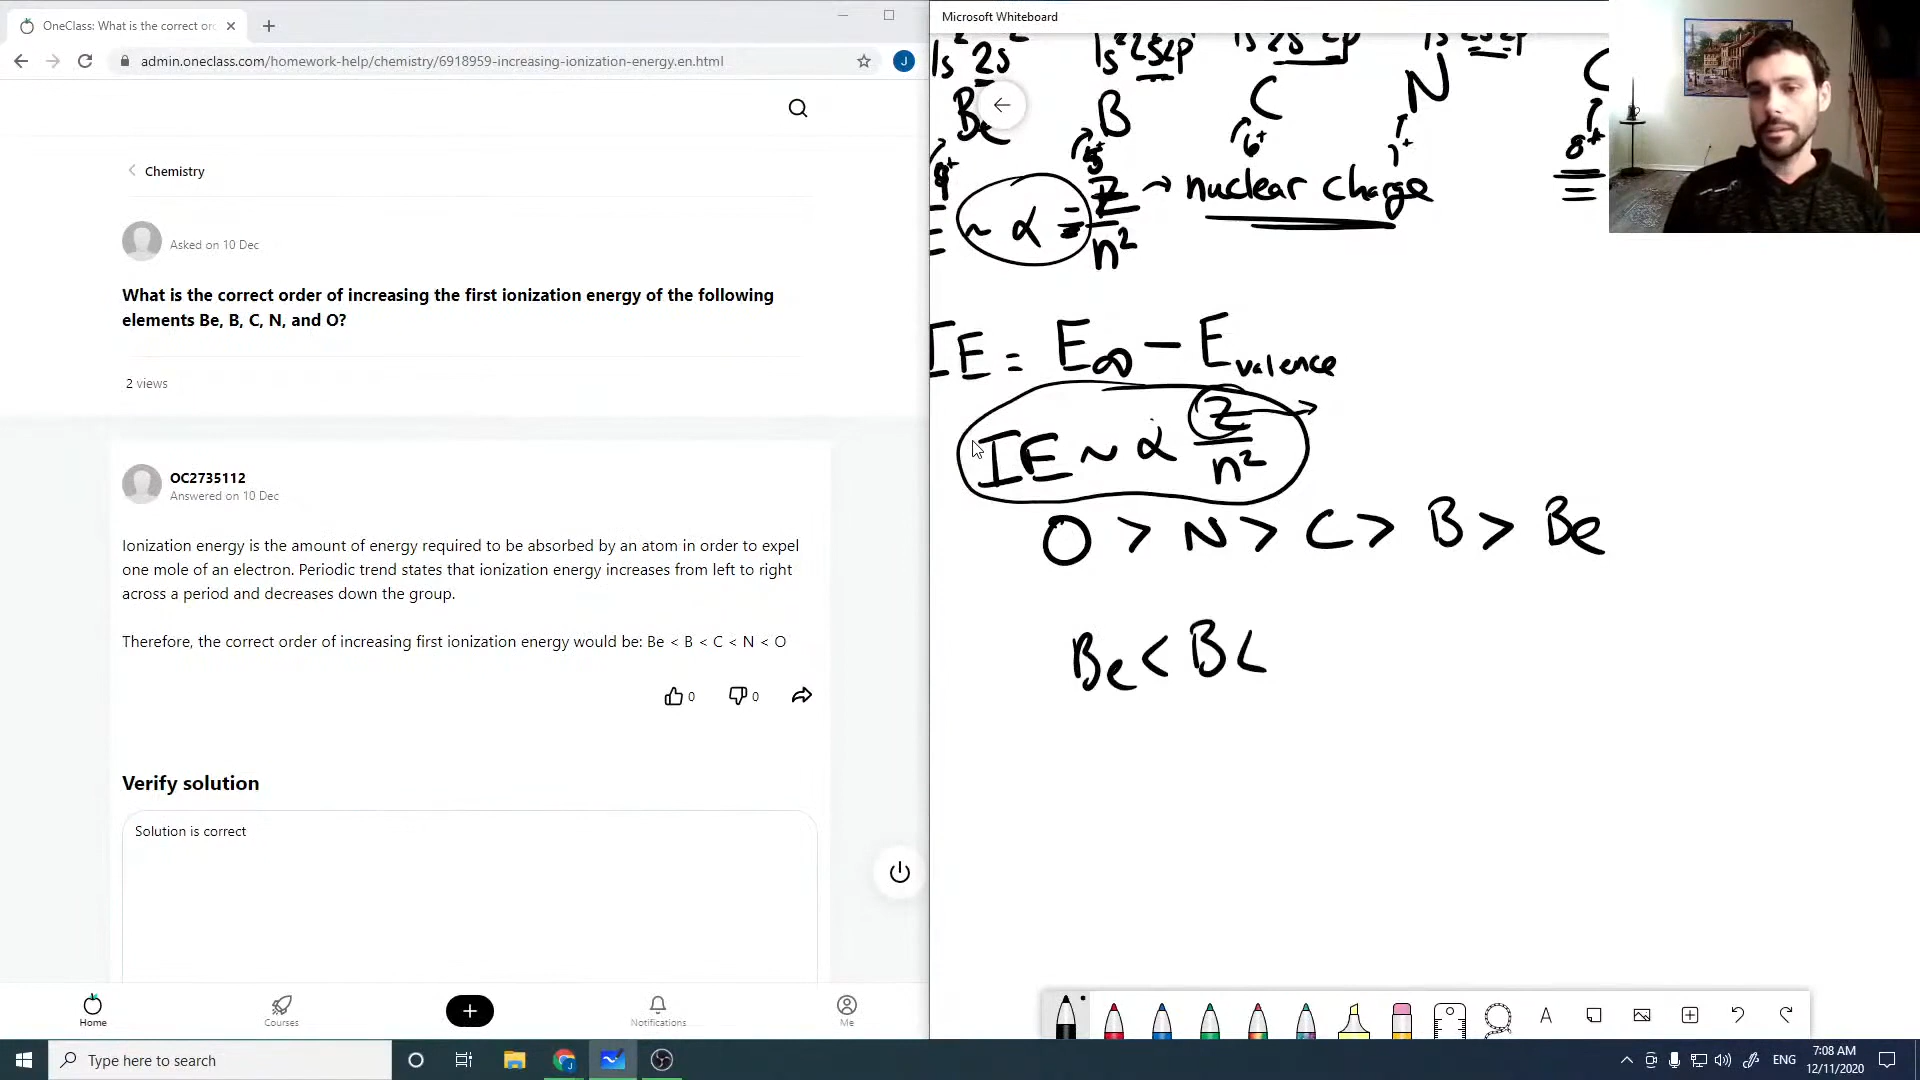 OneClass: What is the correct or
admin.oneclass.com/homework-help/chemistry/6918959-increasing-ionization-energy.en.html
J
Chemistry
Asked on 10 Dec
What is the correct order of increasing the first ionization energy of the following
elements Be, B, C, N, and O?
2 views
OC2735112
Answered on 10 Dec
Ionization energy is the amount of energy required to be absorbed by an atom in order to expel
one mole of an electron. Periodic trend states that ionization energy increases from left to right
across a period and decreases down the group.
Therefore, the correct order of increasing first ionization energy would be: Be < B < C < N < O
0 0
Verify solution
Solution is correct
Home Courses Notifications Me
Microsoft Whiteboard
1s² 2s²
Be B C N
5+ 6+ 7+ 8+
~ α Z/n² → nuclear charge
IE = E∞ − Evalence
IE ~ α Z/n²
O > N > C > B > Be
Be < B <
Type here to search
ENG
7:08 AM
12/11/2020